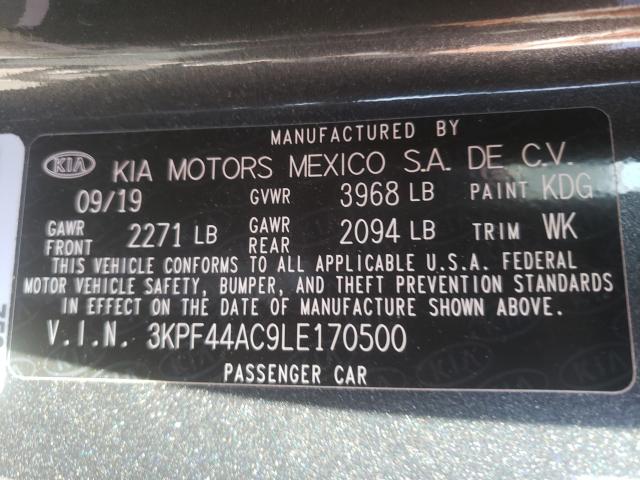 MANUFACTURED BY
KIA KIA MOTORS MEXICO S.A. DE C.V.
09/19 GVWR 3968 LB PAINT KDG
GAWR FRONT 2271 LB GAWR REAR 2094 LB TRIM WK
THIS VEHICLE CONFORMS TO ALL APPLICABLE U.S.A. FEDERAL
MOTOR VEHICLE SAFETY, BUMPER, AND THEFT PREVENTION STANDARDS
IN EFFECT ON THE DATE OF MANUFACTURE SHOWN ABOVE.
V.I.N. 3KPF44AC9LE170500
PASSENGER CAR